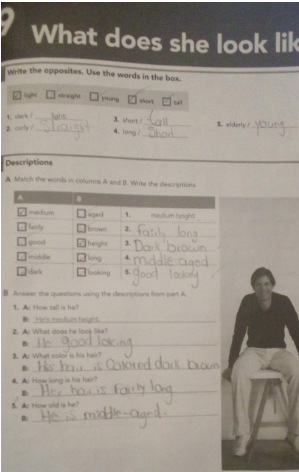 9 What does she look lik
Write the opposites. Use the words in the box.
light straight young short tall
1. dark / light
2. curly / Straight
3. short / tall
4. long / Short
5. elderly / young
Descriptions
A Match the words in columns A and B. Write the descriptions.
A B
medium aged 1. medium height
fairly brown 2. fairly long
good height 3. Dark brown
middle long 4. middle aged
dark looking 5. good looking
B Answer the questions using the descriptions from part A.
1. A: How tall is he?
B: He's medium height.
2. A: What does he look like?
B: He good looking
3. A: What color is his hair?
B: His hair is Colored dark brown
4. A: How long is his hair?
B: Her hair is fairly long
5. A: How old is he?
B: He is middle-aged.